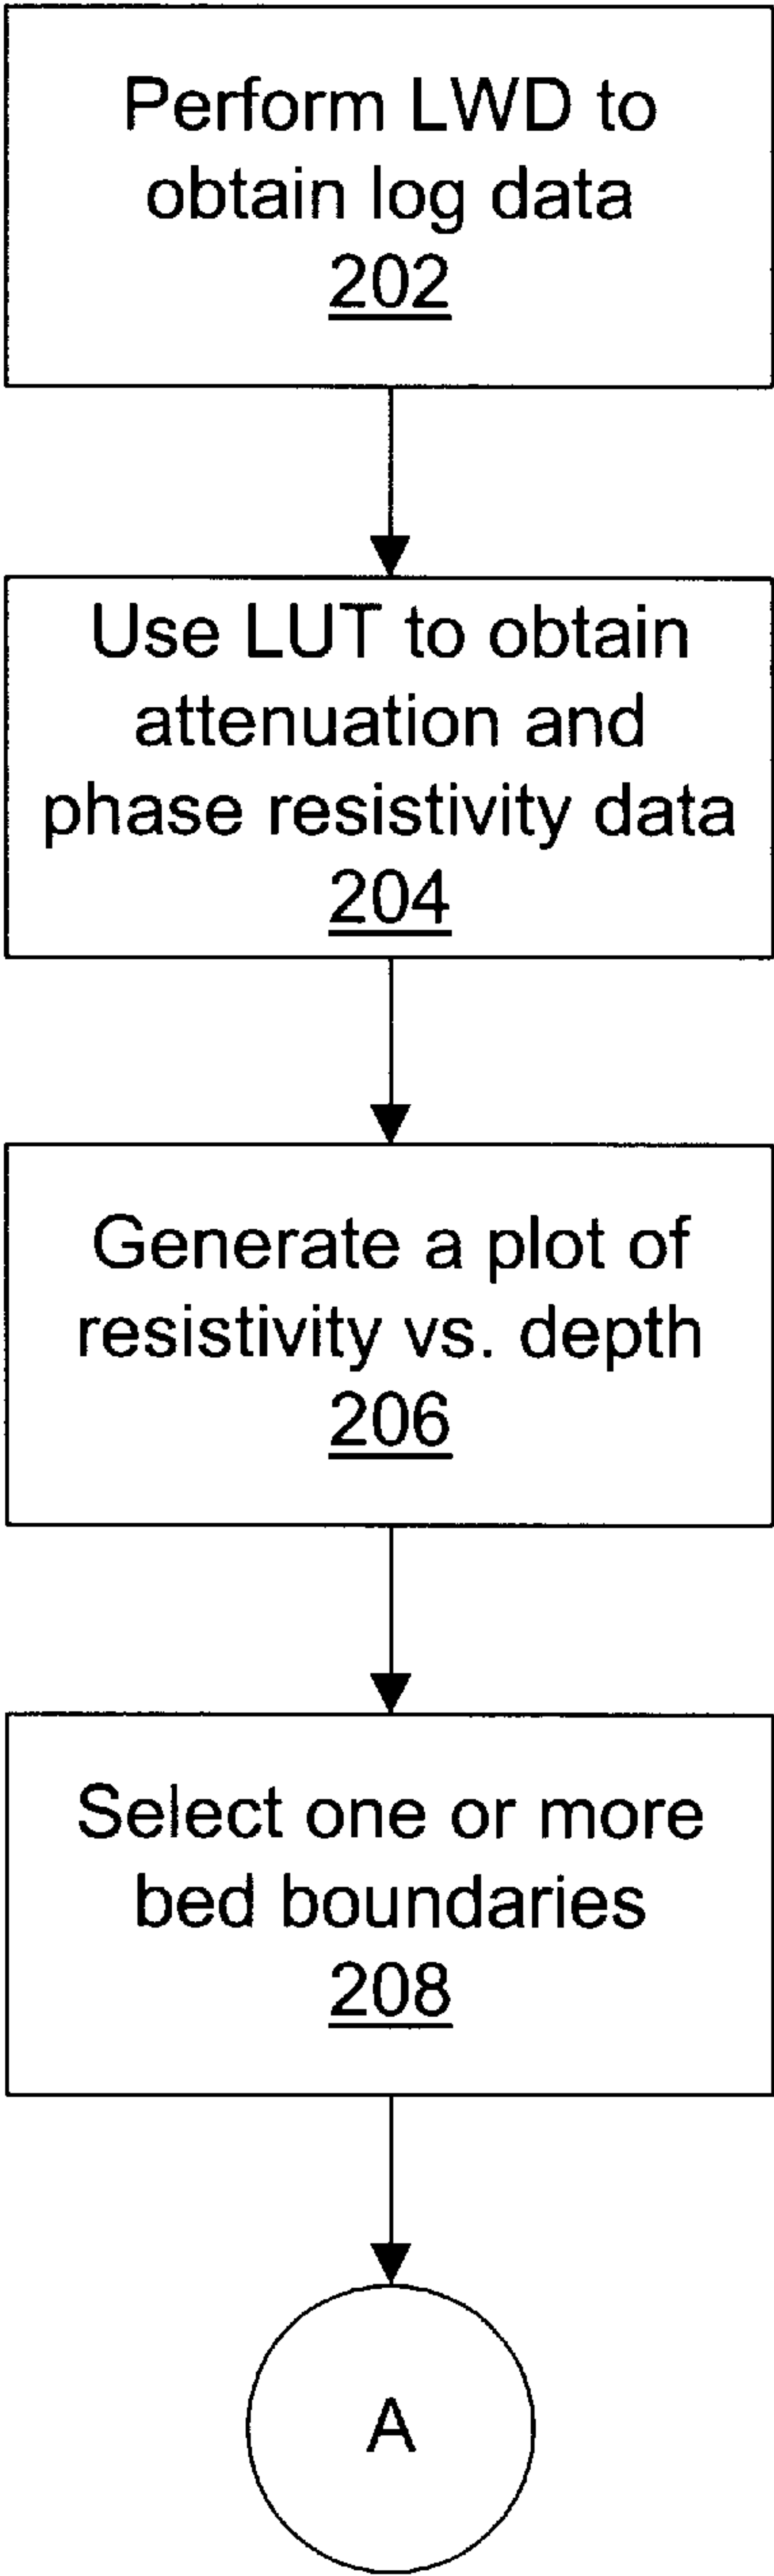 Perform LWD to
obtain log data
202
Use LUT to obtain
attenuation and
phase resistivity data
204
Generate a plot of
resistivity vs. depth
206
Select one or more
bed boundaries
208
A